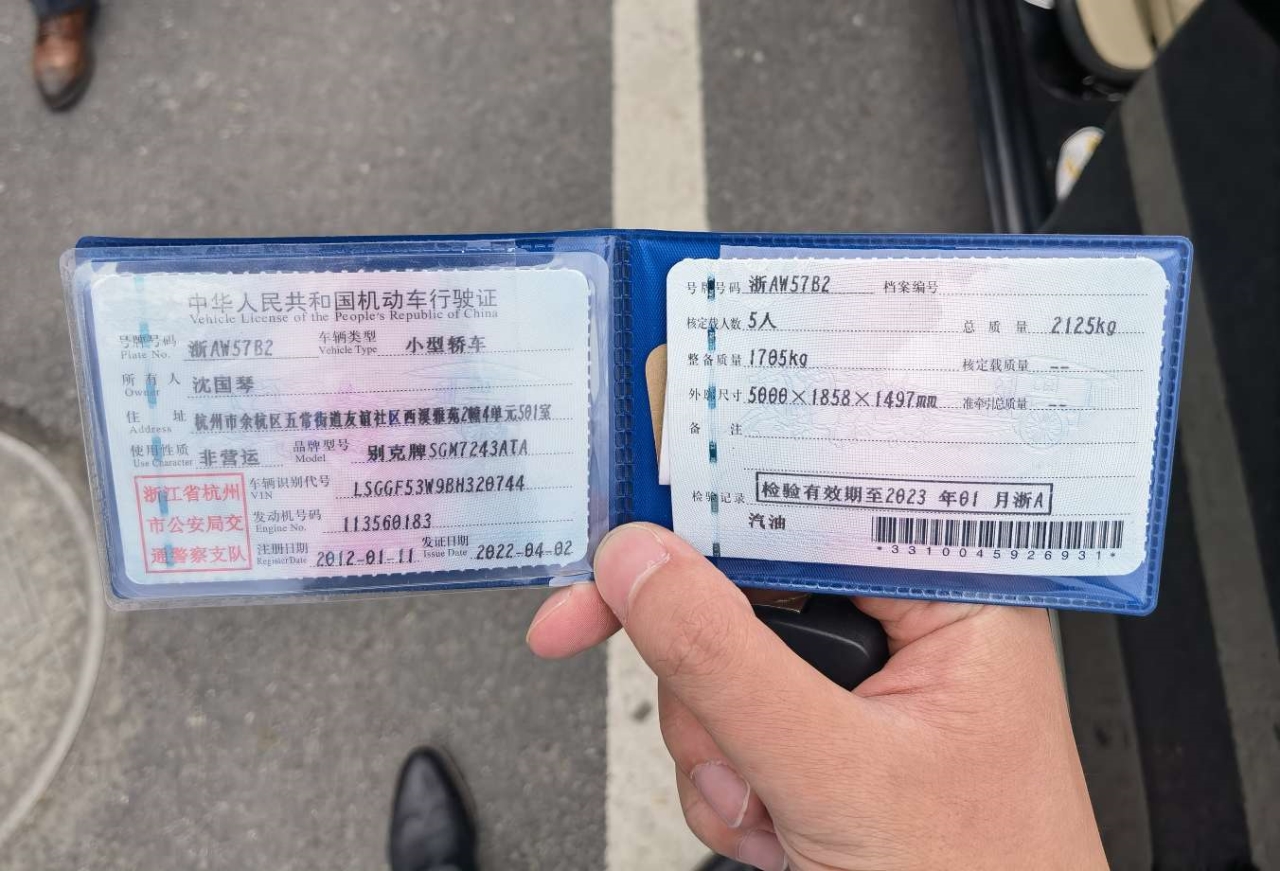 中华人民共和国机动车行驶证
Vehicle License of the People's Republic of China
号牌号码 浙AW57B2 车辆类型 小型轿车
Plate No. Vehicle Type
所有人 沈国琴
Owner
住址 杭州市余杭区五常街道友谊社区西溪雅苑2幢4单元501室
Address
使用性质 非营运 品牌型号 别克牌SGM7243ATA
Use Character Model
浙江省杭州
市公安局交
通警察支队
车辆识别代号 LSGGF53W9BH320744
VIN
发动机号码 113560183
Engine No.
注册日期 2012-01-11 发证日期 2022-04-02
Register Date Issue Date
号牌号码 浙AW57B2 档案编号
核定载人数 5人 总质量 2125kg
整备质量 1705kg 核定载质量 --
外廓尺寸 5000×1858×1497mm 准牵引总质量 --
备注
检验记录 检验有效期至2023年01月浙A
汽油
*3310045926931*